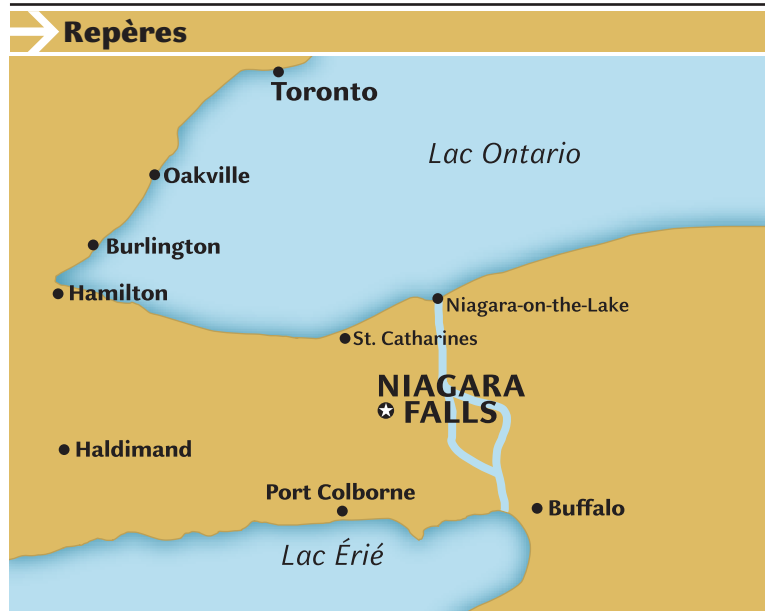 Repères
Toronto
Lac Ontario
Oakville
Burlington
Hamilton
Niagara-on-the-Lake
St. Catharines
NIAGARA
FALLS
Haldimand
Port Colborne
Buffalo
Lac Érié